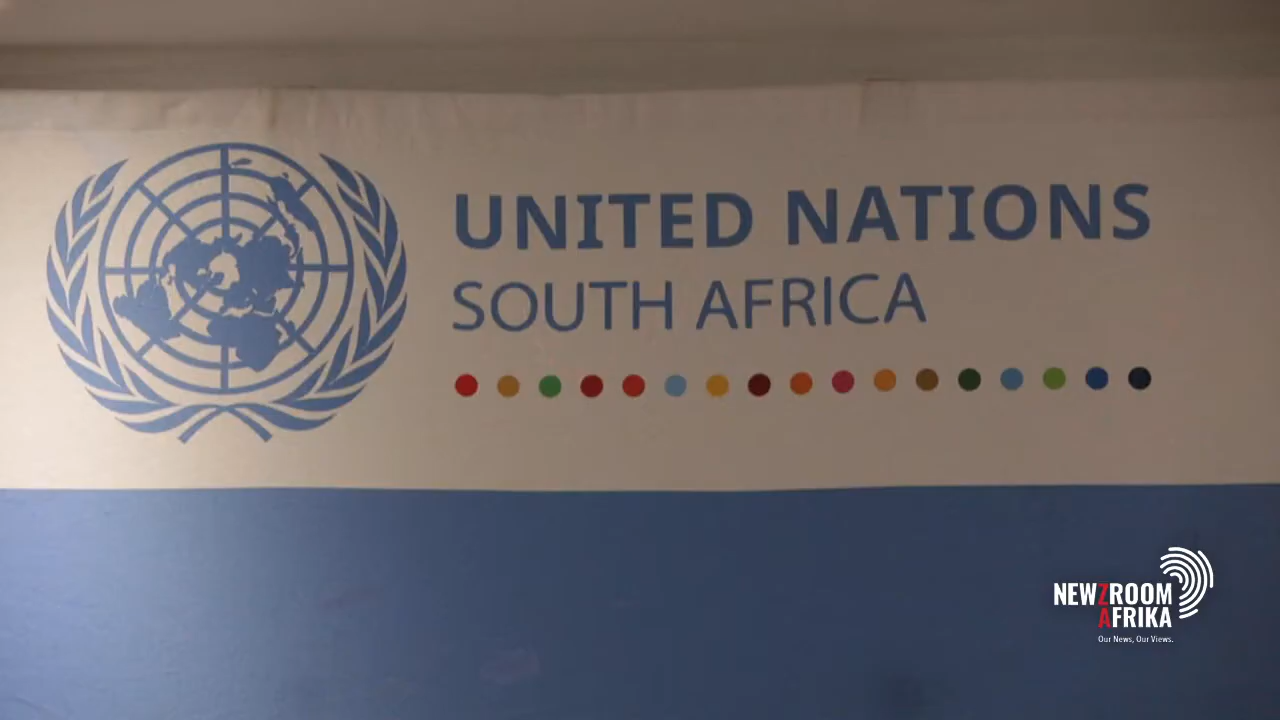 UNITED NATIONS
SOUTH AFRICA
NEWZROOM
AFRIKA
Our News, Our Views.